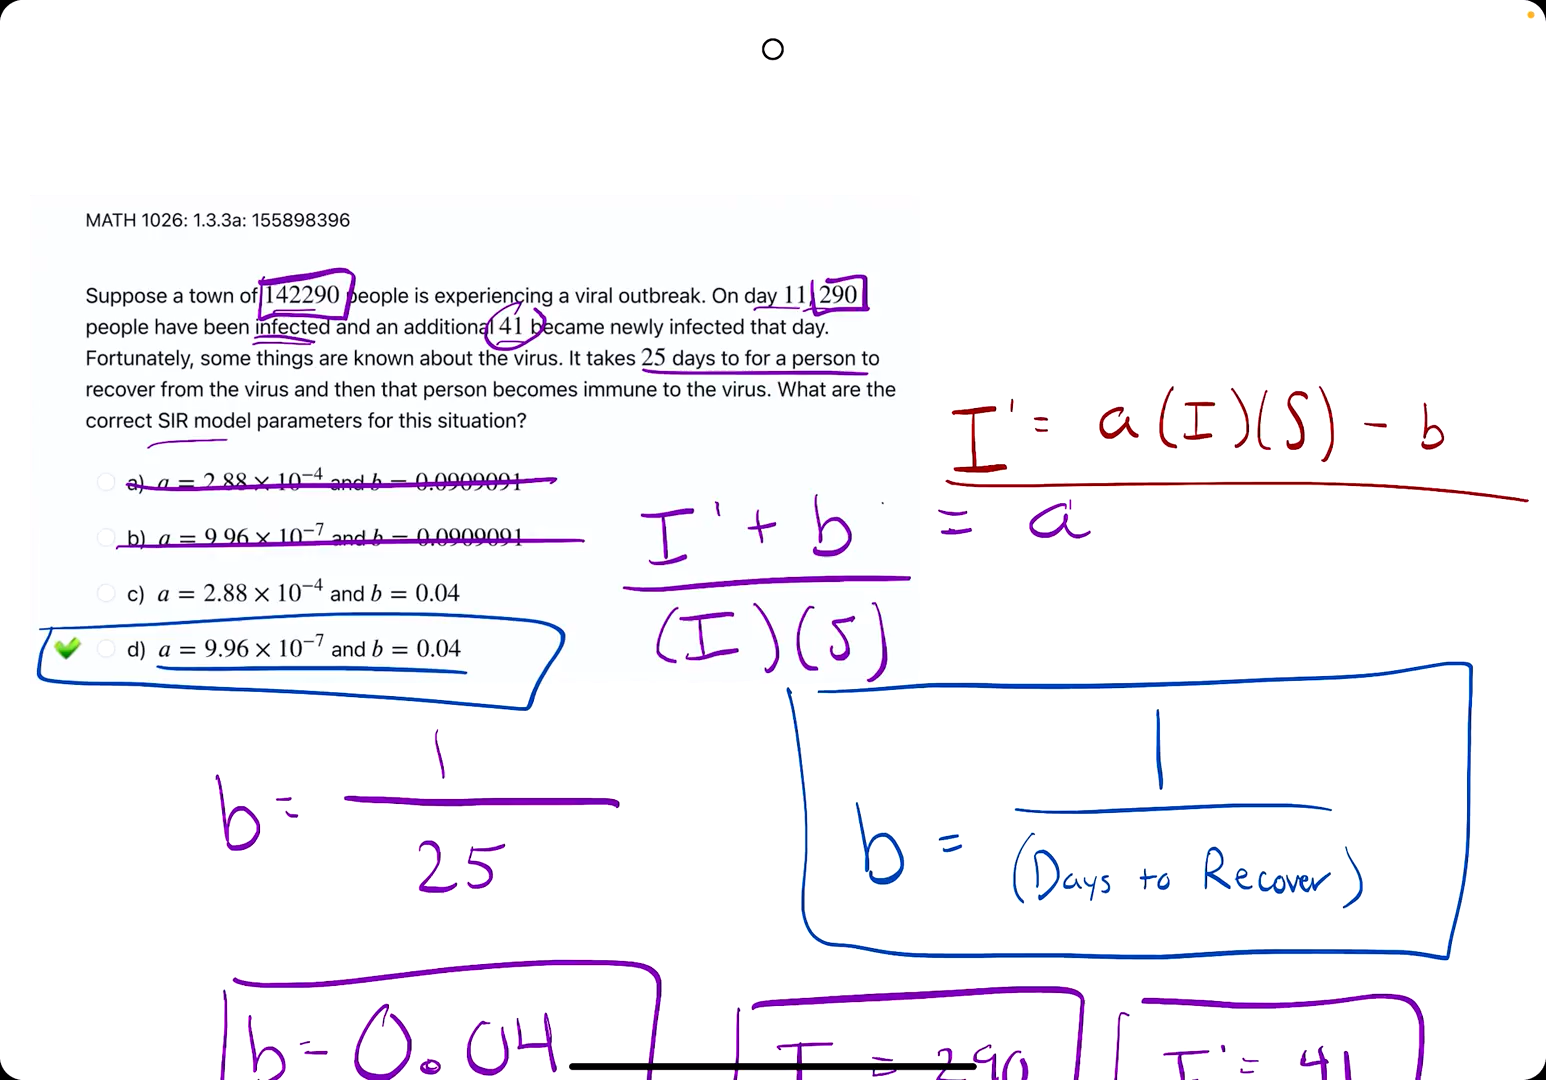 MATH 1026: 1.3.3a: 155898396
Suppose a town of 142290 people is experiencing a viral outbreak. On day 11, 290
people have been infected and an additional 41 became newly infected that day.
Fortunately, some things are known about the virus. It takes 25 days to for a person to
recover from the virus and then that person becomes immune to the virus. What are the
correct SIR model parameters for this situation?
a) a = 2.88 × 10⁻⁴ and b = 0.0909091
b) a = 9.96 × 10⁻⁷ and b = 0.0909091
c) a = 2.88 × 10⁻⁴ and b = 0.04
d) a = 9.96 × 10⁻⁷ and b = 0.04
I' = a(I)(S) - b
I' + b = a
(I)(S)
b = 1
25
b = 1
(Days to Recover)
b = 0.04
I = 290
I' = 41